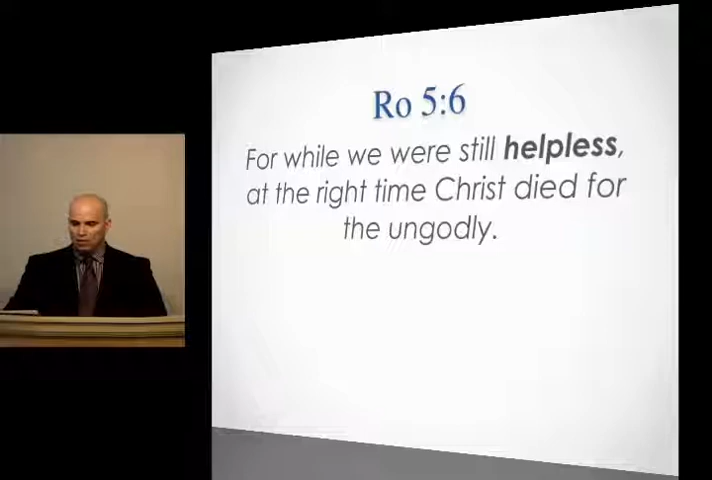 Ro 5:6
For while we were still helpless,
at the right time Christ died for
the ungodly.